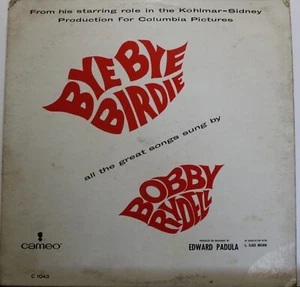 From his starring role in the Kohlmar-Sidney
Production for Columbia Pictures
BYE BYE
BIRDIE
all the great songs sung by
BOBBY
RYDELL
EDWARD PADULA
cameo
C 1043